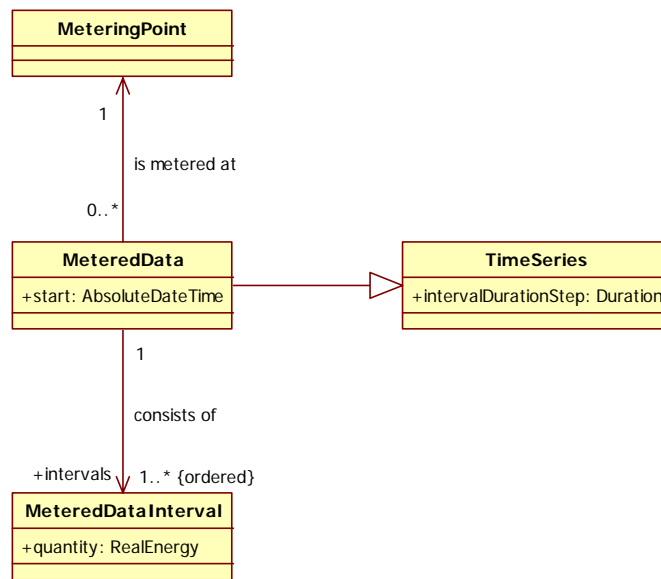 MeteringPoint
1
is metered at
0..*
MeteredData
+start: AbsoluteDateTime
TimeSeries
+intervalDurationStep: Duration
1
consists of
+intervals
1..* {ordered}
MeteredDataInterval
+quantity: RealEnergy